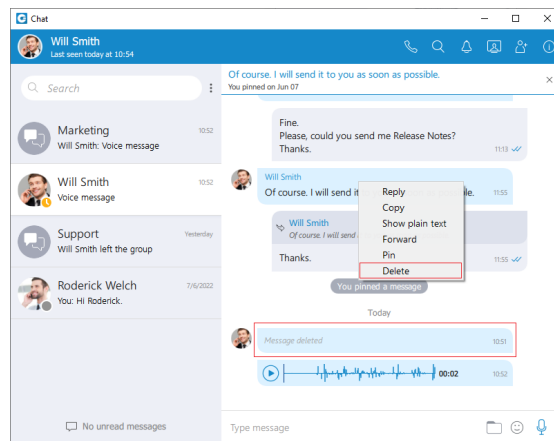 Chat
Will Smith
Last seen today at 10:54
Search
Marketing
10:52
Will Smith: Voice message
Will Smith
10:52
Voice message
Support
Yesterday
Will Smith left the group
Roderick Welch
7/6/2022
You: Hi Roderick.
No unread messages
Of course. I will send it to you as soon as possible.
You pinned on Jun 07
Fine.
Please, could you send me Release Notes?
Thanks.
11:13
Will Smith
Of course. I will send it
le.
11:55
Will Smith
Of course. I will send
Thanks.
11:55
Reply
Copy
Show plain text
Forward
Pin
Delete
You pinned a message
Today
Message deleted
10:51
00:02
10:52
Type message